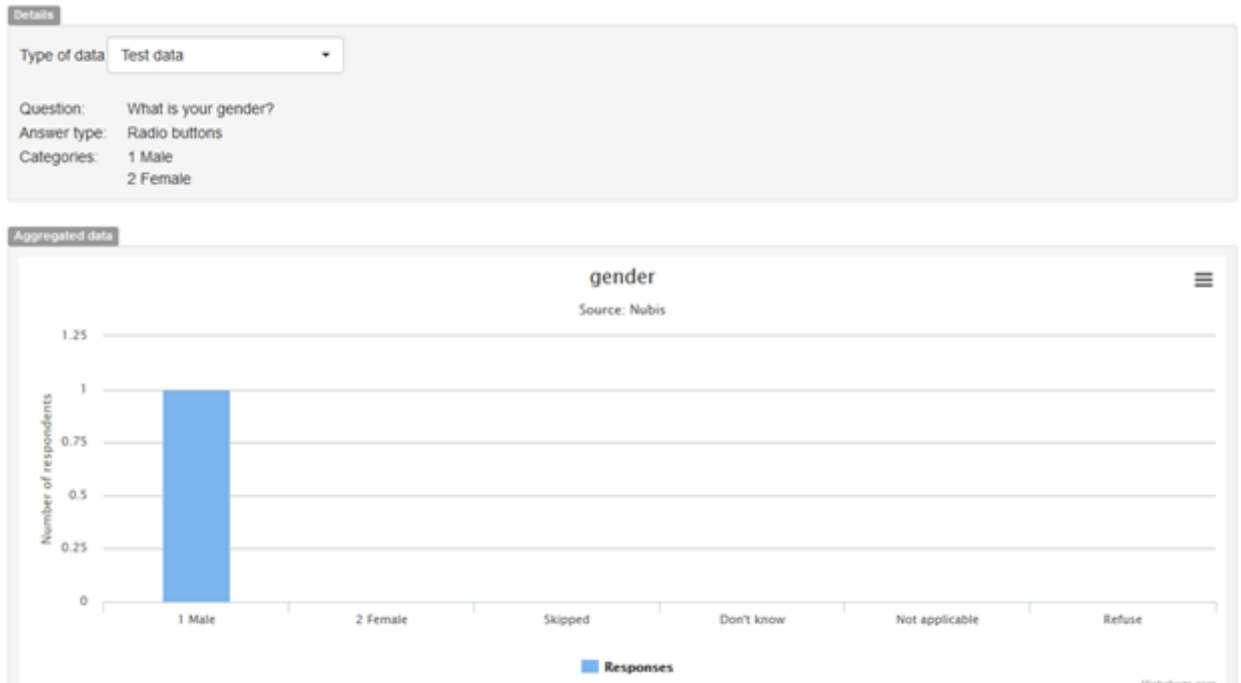 Details
Type of data Test data
Question: What is your gender?
Answer type: Radio buttons
Categories: 1 Male
2 Female
Aggregated data
gender
Source: Nubis
1.25
1
0.75
0.5
0.25
0
Number of respondents
1 Male 2 Female Skipped Don't know Not applicable Refuse
Responses